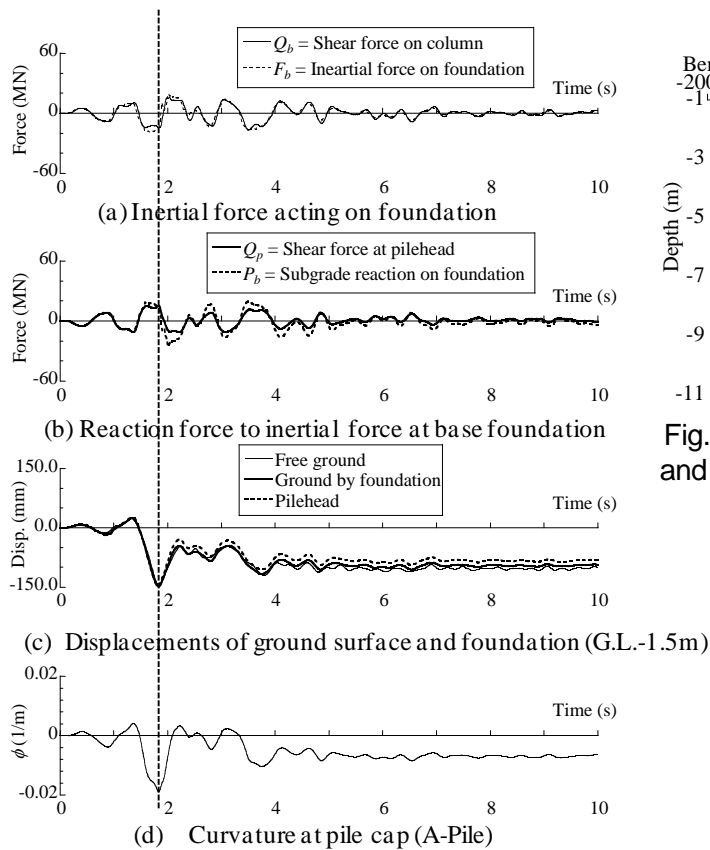 60
0
-60
Force (MN)
Q_b = Shear force on column
F_b = Ineartial force on foundation
Time (s)
0 2 4 6 8 10
(a) Inertial force acting on foundation
60
0
-60
Force (MN)
Q_p = Shear force at pilehead
P_b = Subgrade reaction on foundation
Time (s)
0 2 4 6 8 10
(b) Reaction force to inertial force at base foundation
150.0
0.0
-150.0
Disp. (mm)
Free ground
Ground by foundation
Pilehead
Time (s)
0 2 4 6 8 10
(c) Displacements of ground surface and foundation (G.L.-1.5m)
0.02
0
-0.02
ϕ (1/m)
Time (s)
0 2 4 6 8 10
(d) Curvature at pile cap (A-Pile)
Ber
-200
-1
-3
-5
-7
-9
-11
Depth (m)
Fig.
and